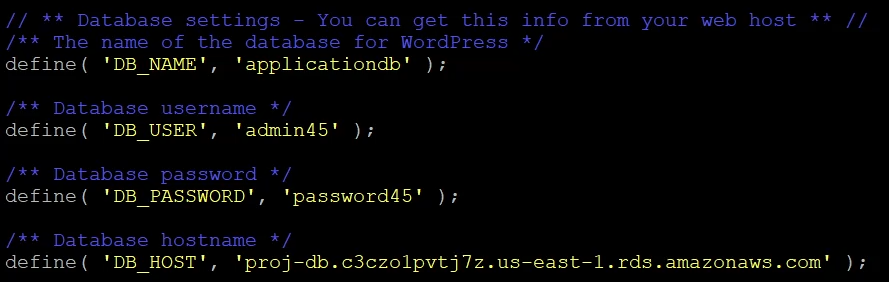 // ** Database settings - You can get this info from your web host ** //
/** The name of the database for WordPress */
define( 'DB_NAME', 'applicationdb' );
/** Database username */
define( 'DB_USER', 'admin45' );
/** Database password */
define( 'DB_PASSWORD', 'password45' );
/** Database hostname */
define( 'DB_HOST', 'proj-db.c3czolpvtj7z.us-east-1.rds.amazonaws.com' );